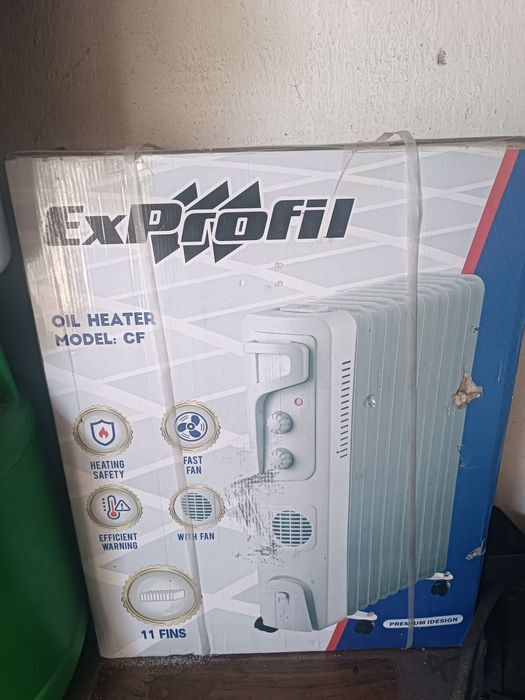 ExProfil
OIL HEATER
MODEL: CF
HEATING
SAFETY
FAST
FAN
EFFICIENT
WARNING
WITH FAN
11 FINS
PREMIUM IDESIGN